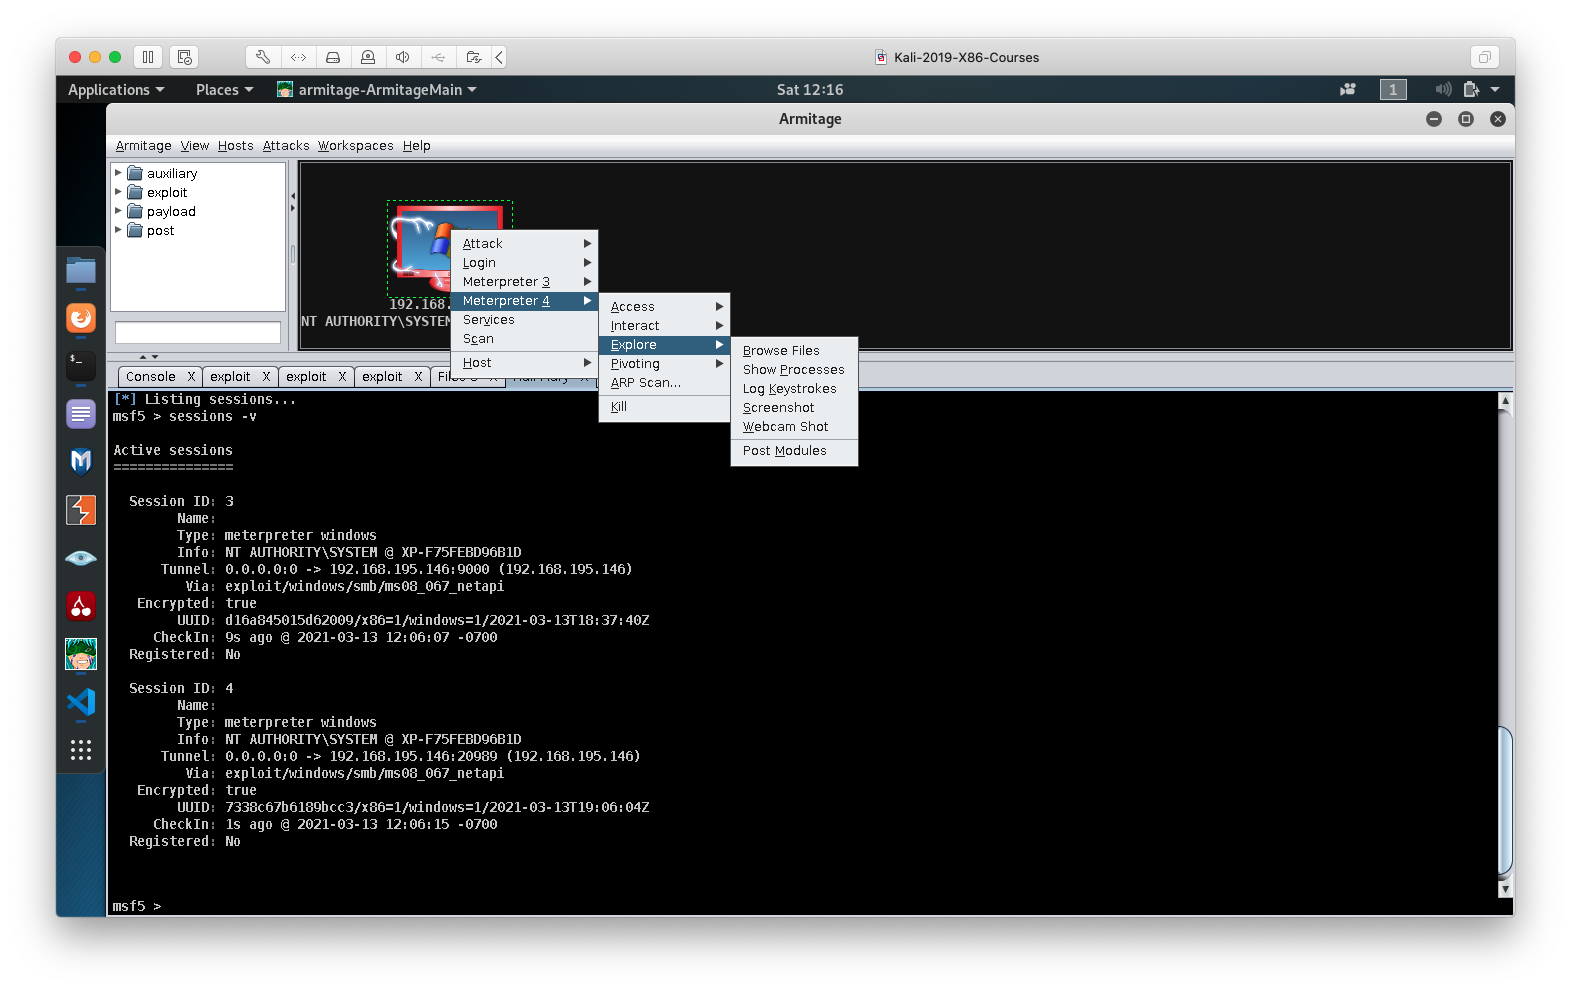 Kali-2019-X86-Courses
Applications Places armitage-ArmitageMain Sat 12:16 1
Armitage
Armitage View Hosts Attacks Workspaces Help
auxiliary
exploit
payload
post
192.168.
NT AUTHORITY\SYSTEM
Attack
Login
Meterpreter 3
Meterpreter 4
Services
Scan
Host
Access
Interact
Explore
Pivoting
ARP Scan...
Kill
Browse Files
Show Processes
Log Keystrokes
Screenshot
Webcam Shot
Post Modules
Console X exploit X exploit X exploit X
[*] Listing sessions...
msf5 > sessions -v
Active sessions
===============
Session ID: 3
Name:
Type: meterpreter windows
Info: NT AUTHORITY\SYSTEM @ XP-F75FEBD96B1D
Tunnel: 0.0.0.0:0 -> 192.168.195.146:9000 (192.168.195.146)
Via: exploit/windows/smb/ms08_067_netapi
Encrypted: true
UUID: d16a845015d62009/x86=1/windows=1/2021-03-13T18:37:40Z
CheckIn: 9s ago @ 2021-03-13 12:06:07 -0700
Registered: No
Session ID: 4
Name:
Type: meterpreter windows
Info: NT AUTHORITY\SYSTEM @ XP-F75FEBD96B1D
Tunnel: 0.0.0.0:0 -> 192.168.195.146:20989 (192.168.195.146)
Via: exploit/windows/smb/ms08_067_netapi
Encrypted: true
UUID: 7338c67b6189bcc3/x86=1/windows=1/2021-03-13T19:06:04Z
CheckIn: 1s ago @ 2021-03-13 12:06:15 -0700
Registered: No
msf5 >